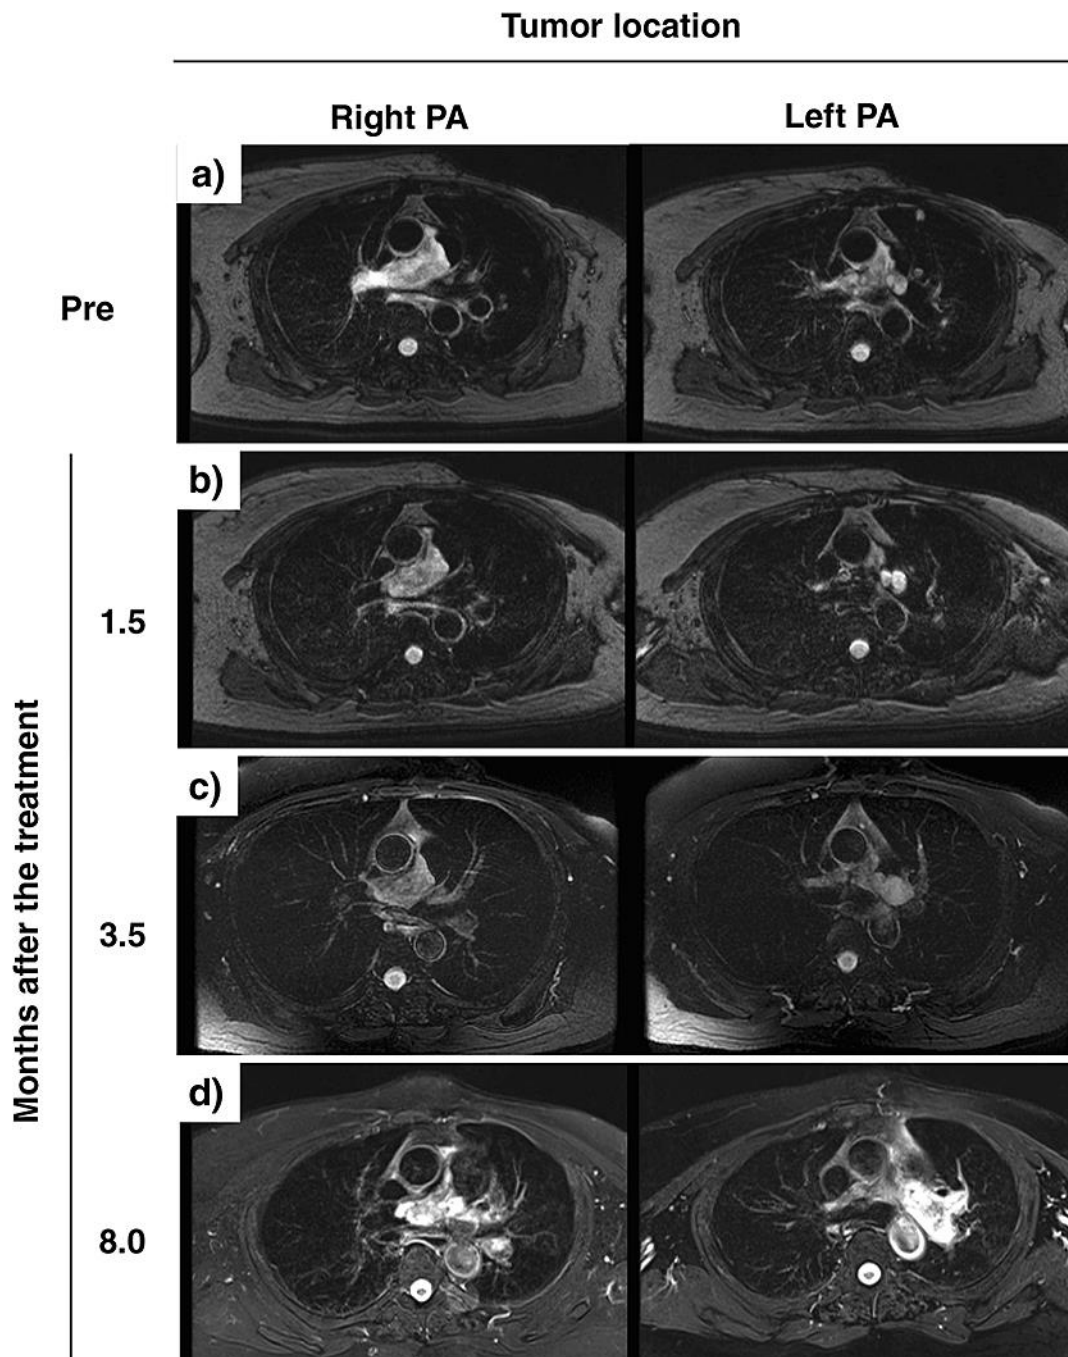 Tumor location
Right PA
Left PA
a)
Pre
b)
1.5
Months after the treatment
c)
3.5
d)
8.0